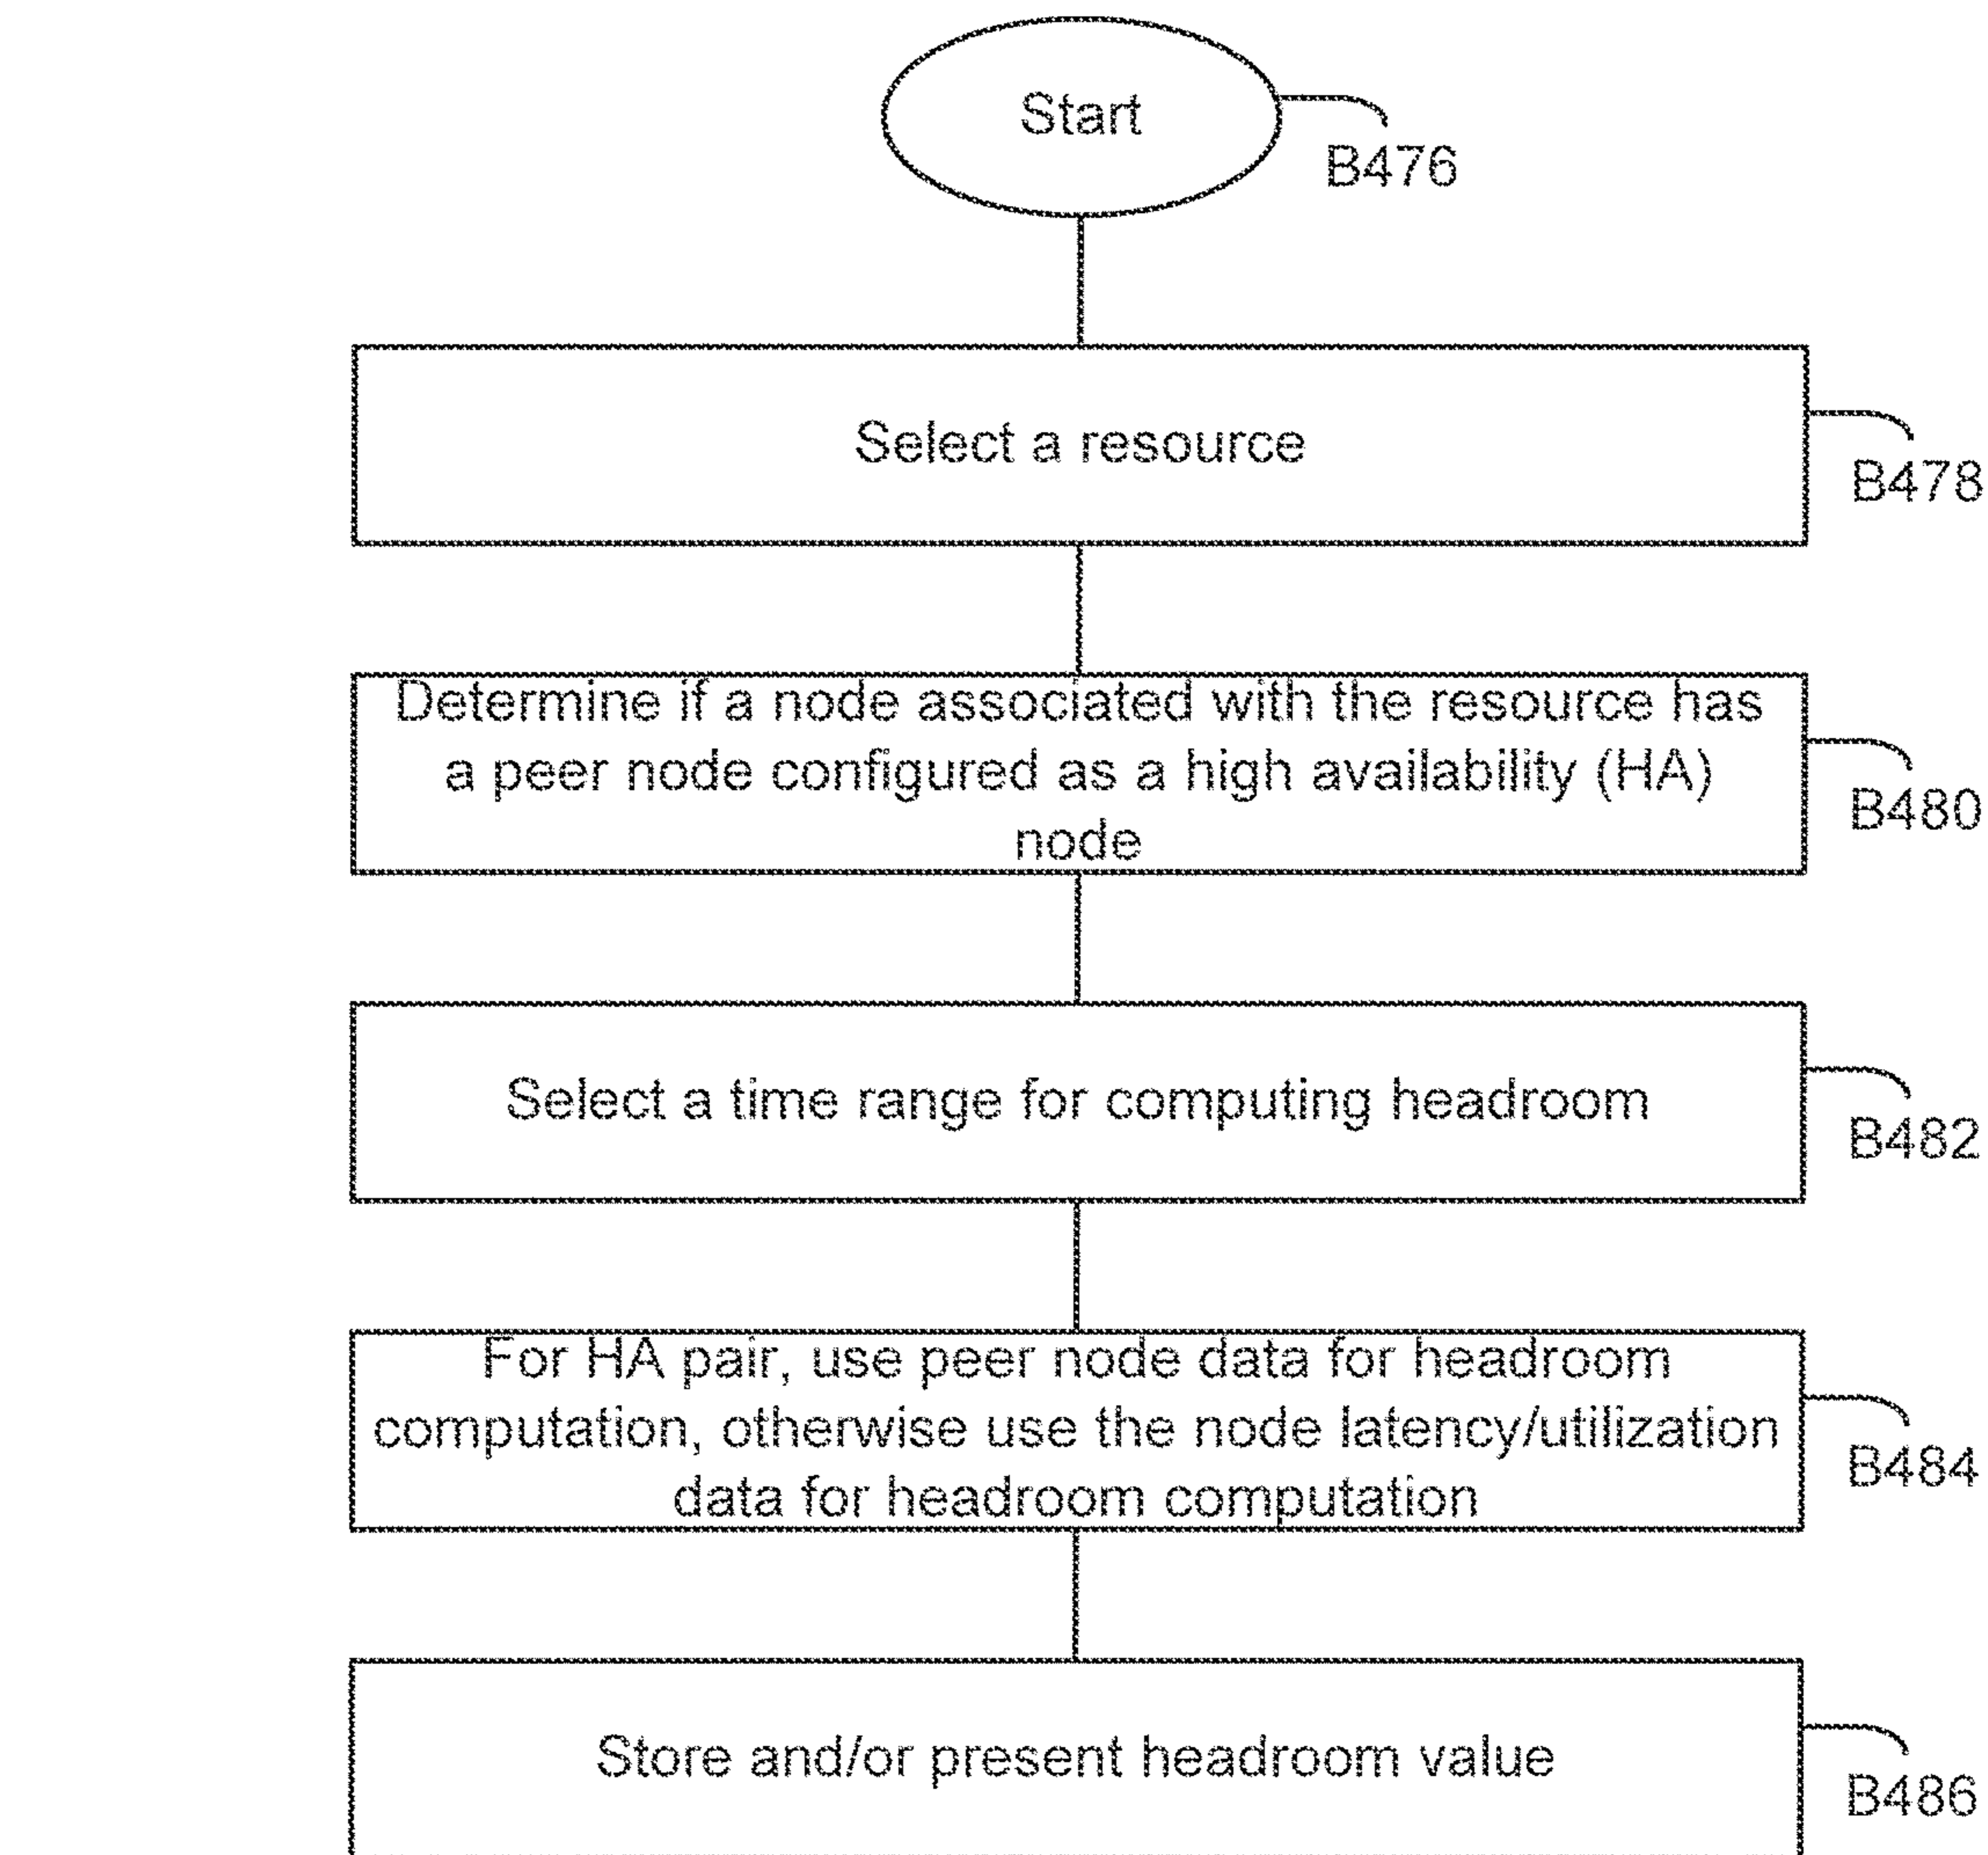 Start
B476
Select a resource
B478
Determine if a node associated with the resource has
a peer node configured as a high availability (HA)
node
B480
Select a time range for computing headroom
B482
For HA pair, use peer node data for headroom
computation, otherwise use the node latency/utilization
data for headroom computation
B484
Store and/or present headroom value
B486